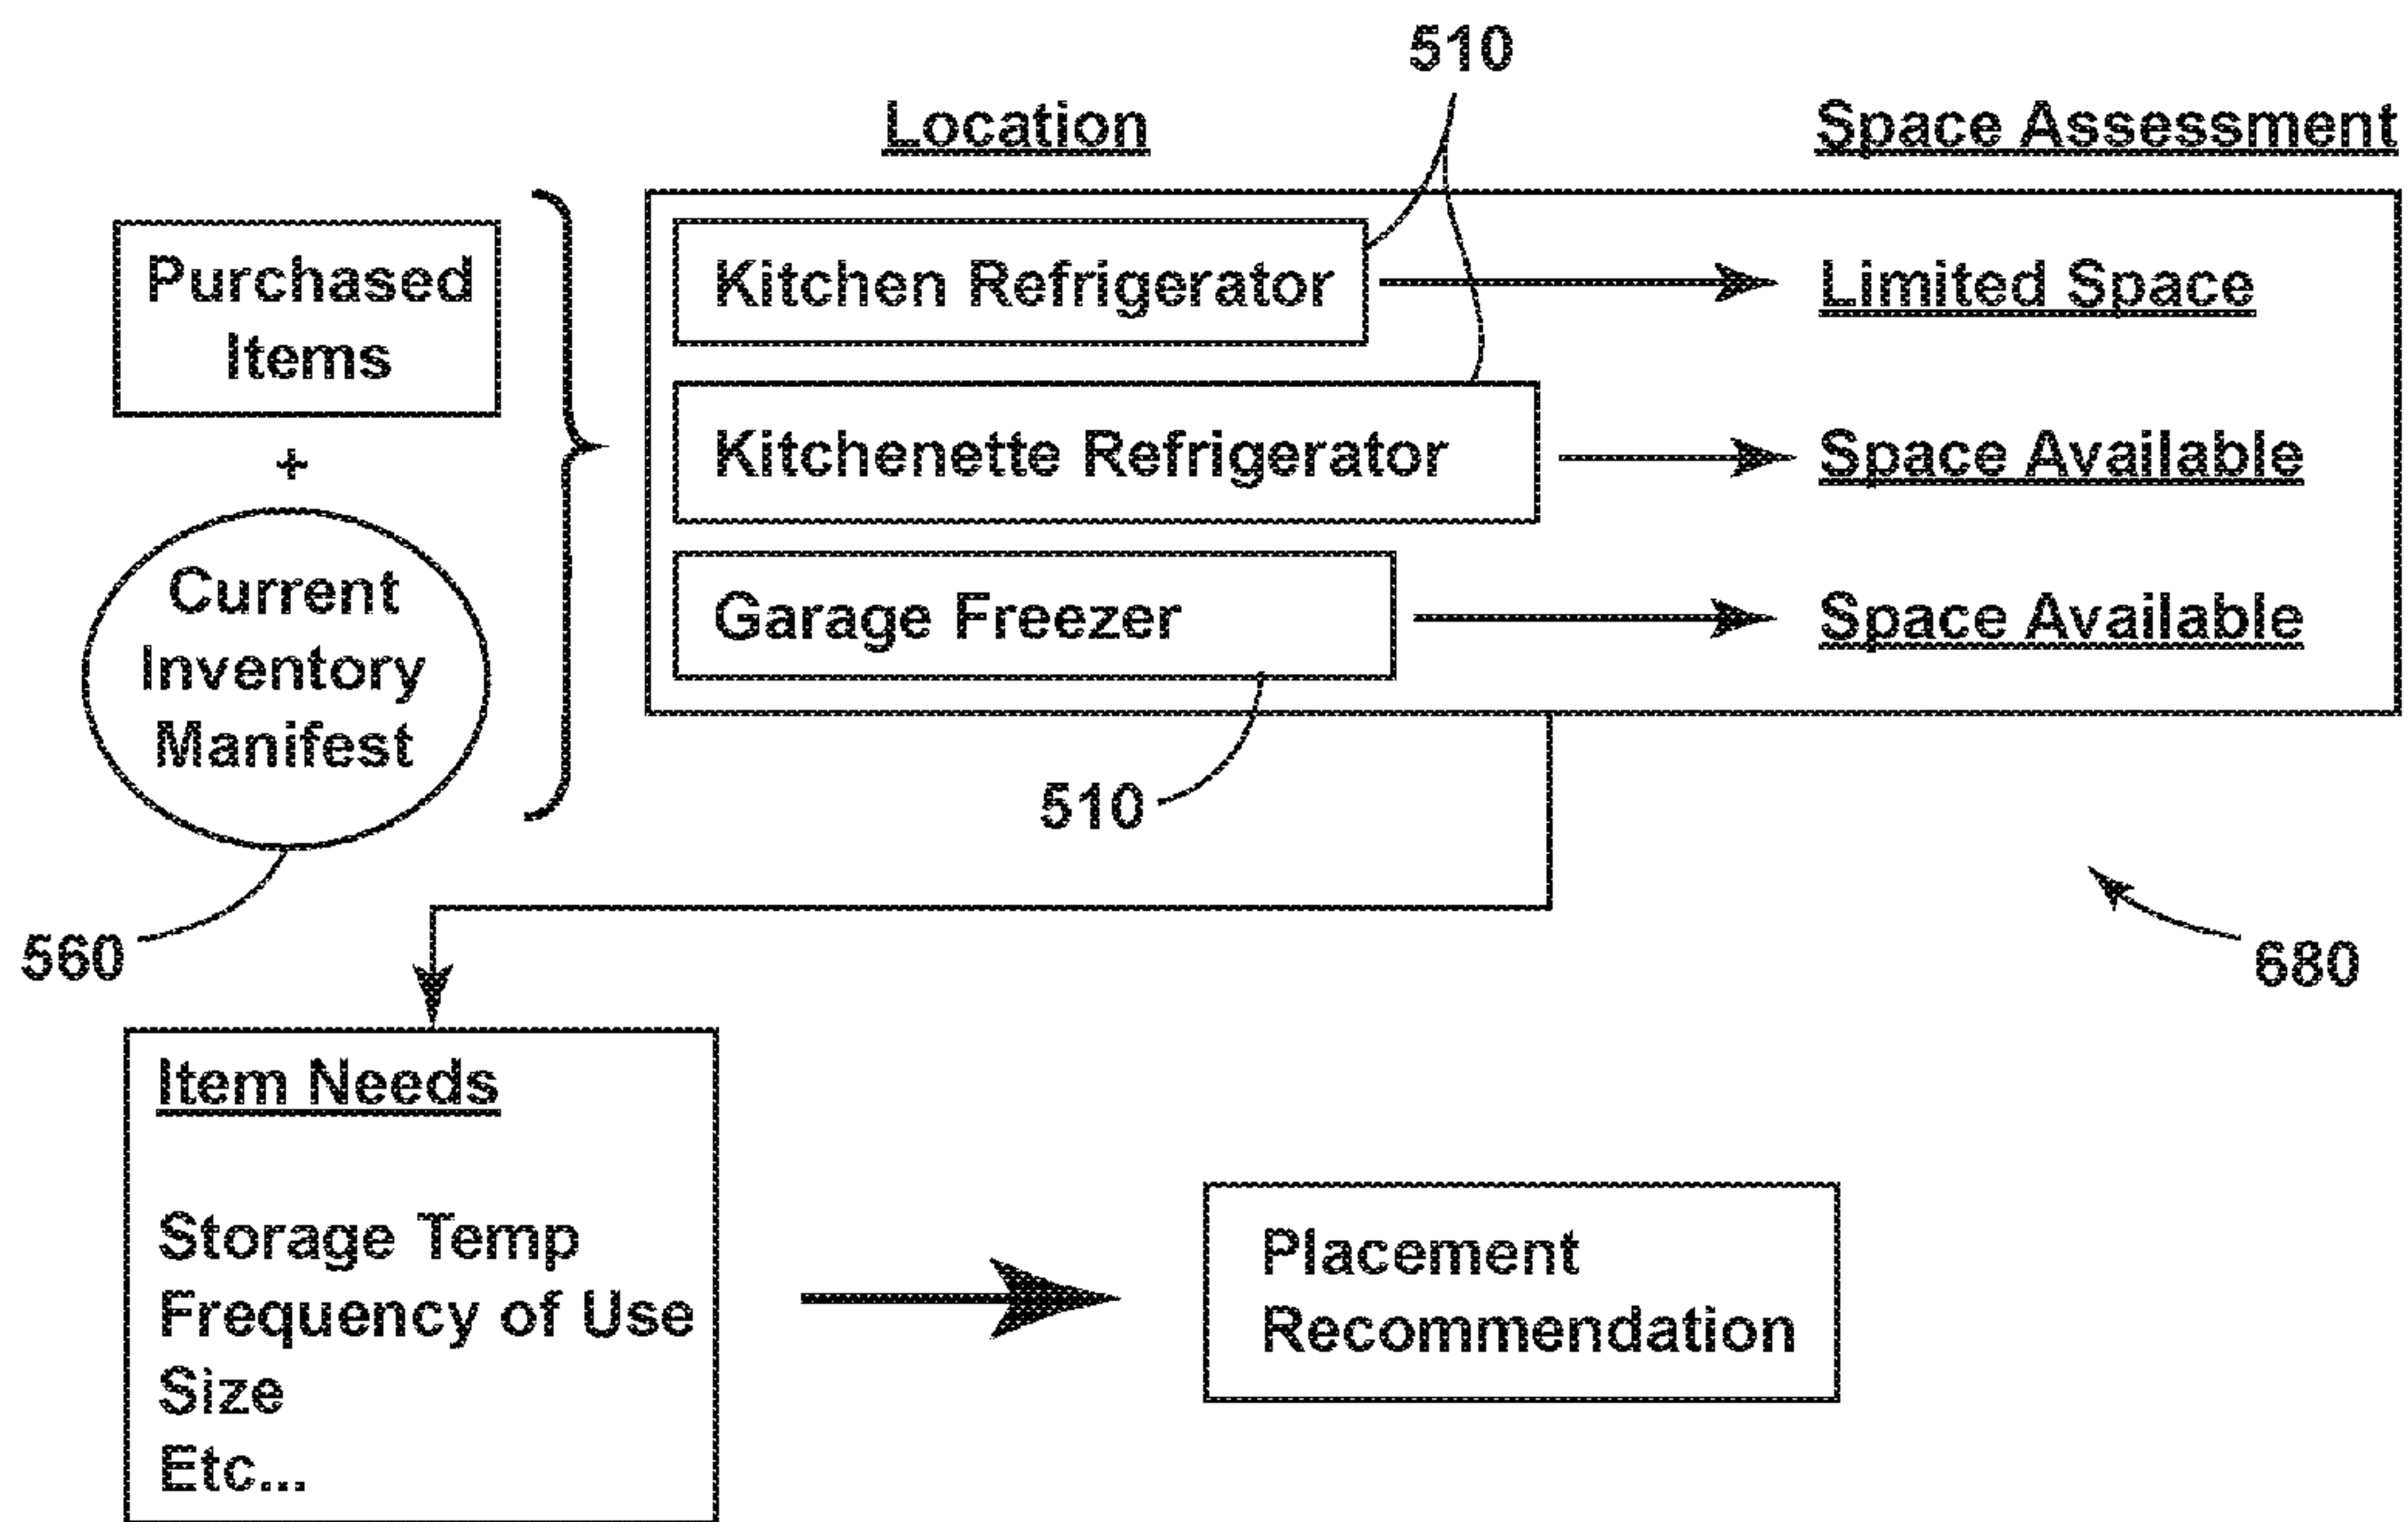 510
Location
Space Assessment
Purchased
Items
+
Current
Inventory
Manifest
560
Kitchen Refrigerator
Limited Space
Kitchenette Refrigerator
Space Available
Garage Freezer
Space Available
510
680
Item Needs
Storage Temp
Frequency of Use
Size
Etc...
Placement
Recommendation